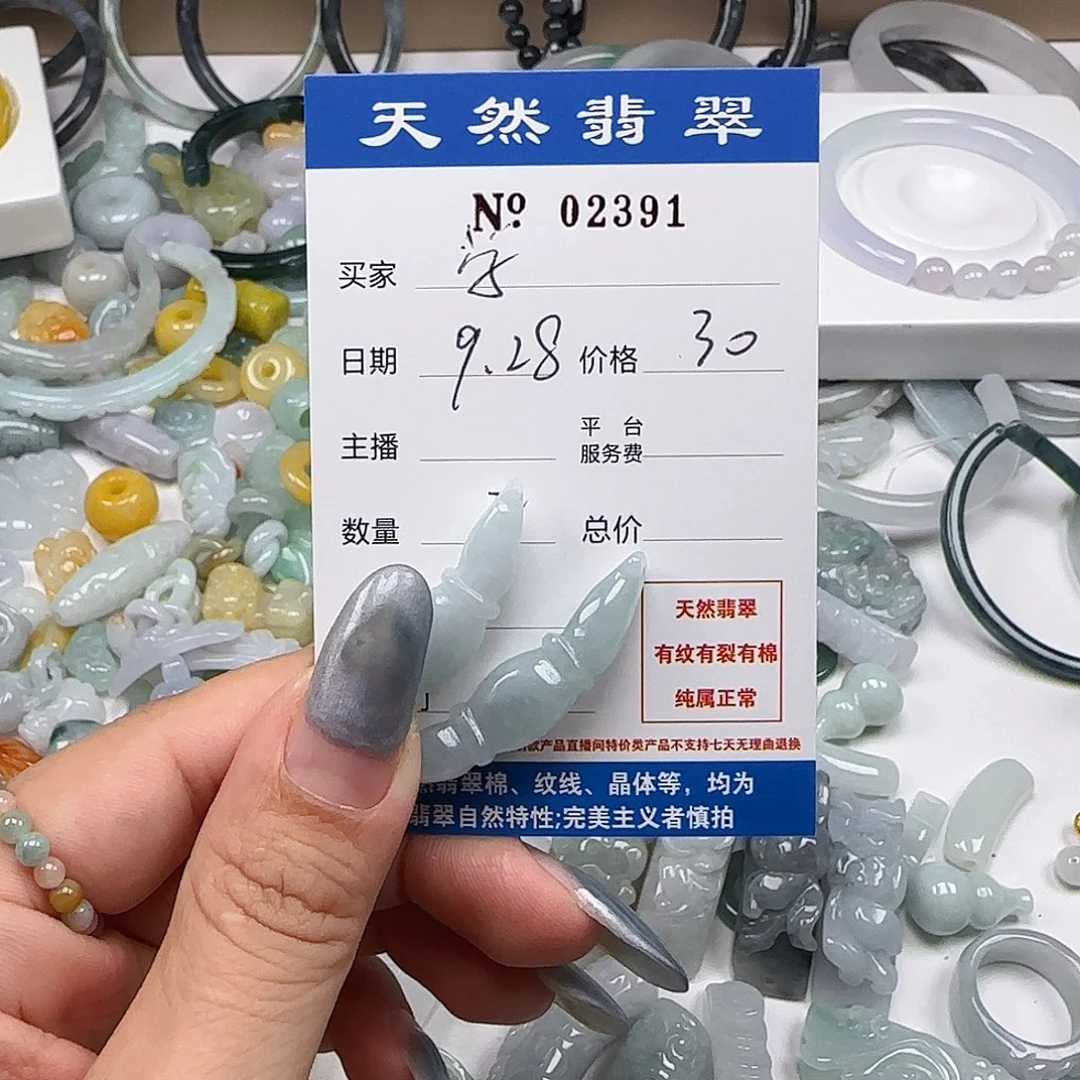 天然翡翠
Nº 02391
买家
日期 9.28 价格 30
主播 平台
服务费
数量 总价
天然翡翠
有纹有裂有棉
纯属正常
款产品直播间特价类产品不支持七天无理由退换
翡翠棉、纹线、晶体等，均为
翡翠自然特性;完美主义者慎拍